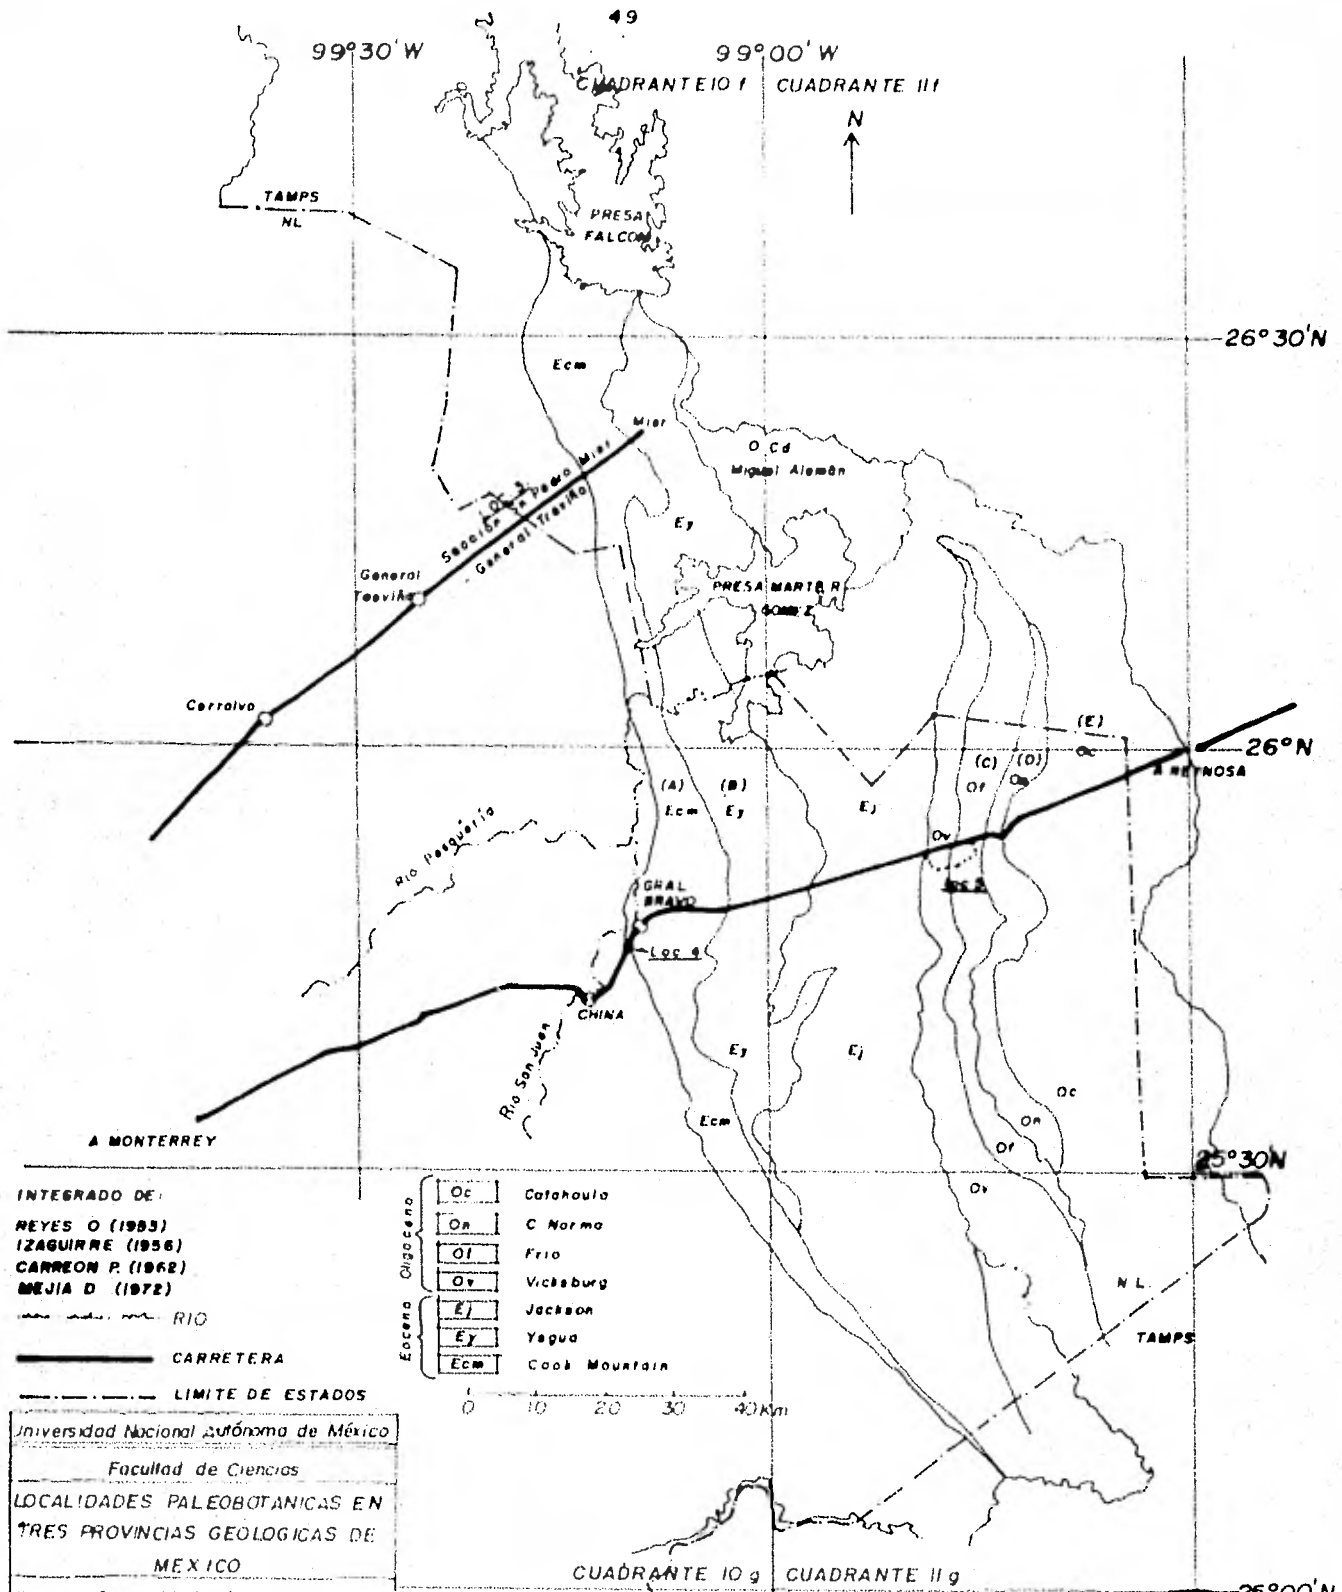 49
99°30'W
99°00'W
CUADRANTE 10 f
CUADRANTE 11 f
N
TAMPS
NL
PRESA
FALCON
26°30'N
Ecm
Mier
O Cd
Miguel Alemán
Sección Sn Pedro Mier
- General Treviño
Ey
General
Treviño
PRESA MARTE R
GOMEZ
Cerralvo
(E)
Oc
26°N
A REYNOSA
(A)
Ecm
(B)
Ey
Ej
(C)
Of
(D)
On
Ov
Río Pesquería
GRAL
BRAVO
Loc 4
CHINA
Río San Juan
Ey
Ej
Ecm
Oc
On
Of
Ov
A MONTERREY
25°30'N
INTEGRADO DE:
REYES O (1953)
IZAGUIRRE (1956)
CARREON P. (1962)
MEJIA D (1972)
RIO
CARRETERA
LIMITE DE ESTADOS
Oligoceno
Oc Catahoula
On C Norma
Of Frio
Ov Vicksburg
Eoceno
Ej Jackson
Ey Yegua
Ecm Cook Mountain
0 10 20 30 40Km
N L
TAMPS
Universidad Nacional Autónoma de México
Facultad de Ciencias
LOCALIDADES PALEOBOTANICAS EN
TRES PROVINCIAS GEOLOGICAS DE
MEXICO
CUADRANTE 10 g
CUADRANTE 11 g
25°00'N